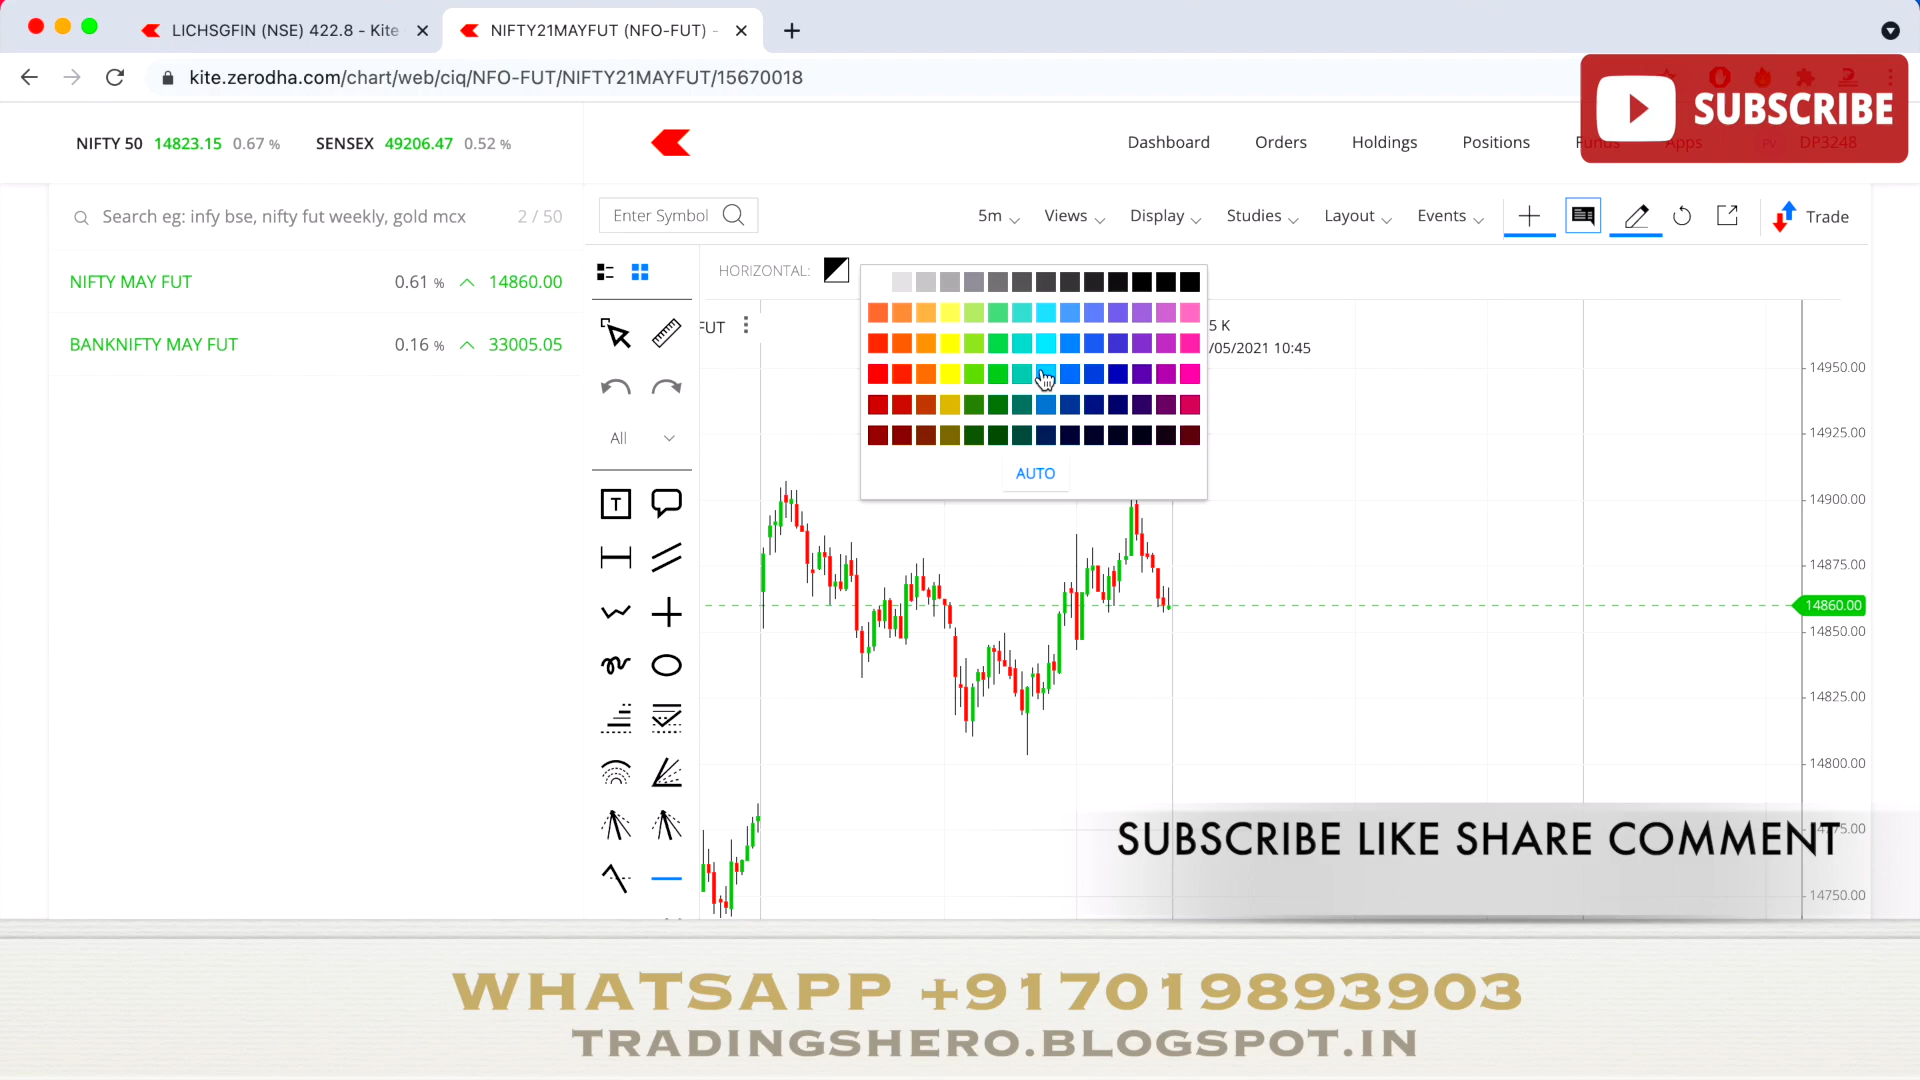 LICHSGFIN (NSE) 422.8 - Kite
NIFTY21MAYFUT (NFO-FUT) -
kite.zerodha.com/chart/web/ciq/NFO-FUT/NIFTY21MAYFUT/15670018
SUBSCRIBE
NIFTY 50 14823.15 0.67 % SENSEX 49206.47 0.52 %
Dashboard Orders Holdings Positions Funds Apps PV DP3248
Search eg: infy bse, nifty fut weekly, gold mcx 2 / 50
Enter Symbol 5m Views Display Studies Layout Events Trade
NIFTY MAY FUT 0.61 % 14860.00
BANKNIFTY MAY FUT 0.16 % 33005.05
HORIZONTAL:
FUT
5 K
/05/2021 10:45
All
T
AUTO
14950.00
14925.00
14900.00
14875.00
14860.00
14850.00
14825.00
14800.00
SUBSCRIBE LIKE SHARE COMMENT
14750.00
WHATSAPP +917019893903
TRADINGSHERO.BLOGSPOT.IN